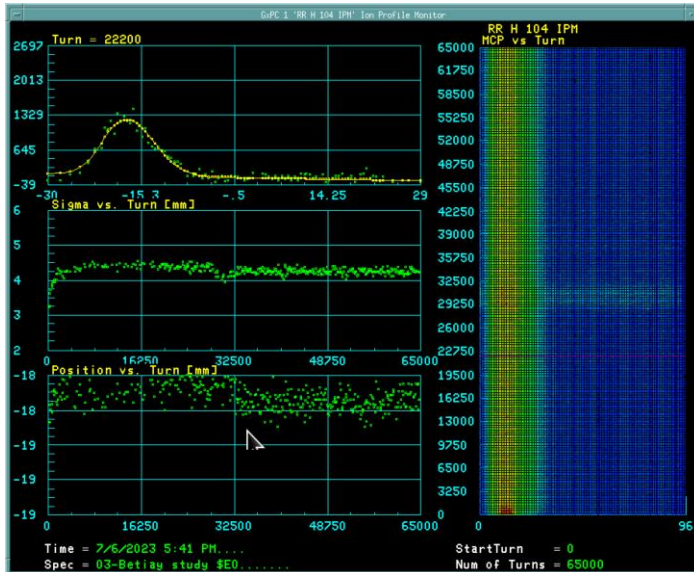 GxPC 1 'RR H 104 IPM' Ion Profile Monitor
Turn = 22200
2697
2013
1329
645
-39
-30 -15.3 -.5 14.25 29
Sigma vs. Turn [mm]
6
5
4
3
2
0 16250 32500 48750 65000
Position vs. Turn [mm]
-18
-18
-19
-19
-19
0 16250 32500 48750 65000
Time = 7/6/2023 5:41 PM....
Spec = 03-Betiay study $E0.......
RR H 104 IPM
MCP vs Turn
65000
61750
58500
55250
52000
48750
45500
42250
39000
35750
32500
29250
26000
22750
19500
16250
13000
9750
6500
3250
0
0 96
StartTurn = 0
Num of Turns = 65000